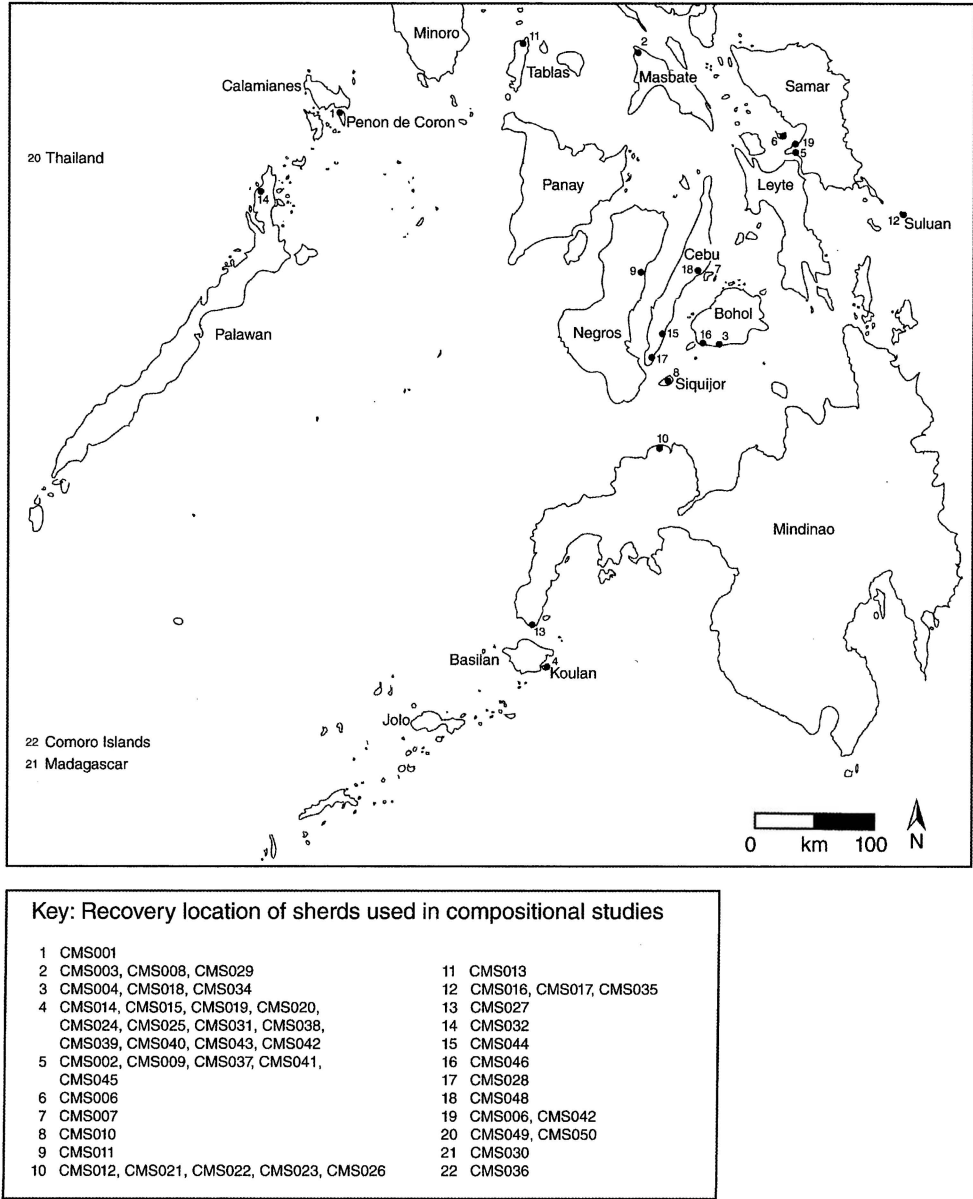 Minoro
11
Tablas
2
Masbate
Samar
Calamianes
1
Penon de Coron
6
19
5
20 Thailand
14
Panay
Leyte
12
Suluan
Cebu
9
18
7
Palawan
Negros
Bohol
15
16
3
17
8
Siquijor
10
Mindinao
13
Basilan
4
Koulan
Jolo
22 Comoro Islands
21 Madagascar
0 km 100
N
Key: Recovery location of sherds used in compositional studies
1 CMS001
2 CMS003, CMS008, CMS029
3 CMS004, CMS018, CMS034
4 CMS014, CMS015, CMS019, CMS020,
CMS024, CMS025, CMS031, CMS038,
CMS039, CMS040, CMS043, CMS042
5 CMS002, CMS009, CMS037, CMS041,
CMS045
6 CMS006
7 CMS007
8 CMS010
9 CMS011
10 CMS012, CMS021, CMS022, CMS023, CMS026
11 CMS013
12 CMS016, CMS017, CMS035
13 CMS027
14 CMS032
15 CMS044
16 CMS046
17 CMS028
18 CMS048
19 CMS006, CMS042
20 CMS049, CMS050
21 CMS030
22 CMS036